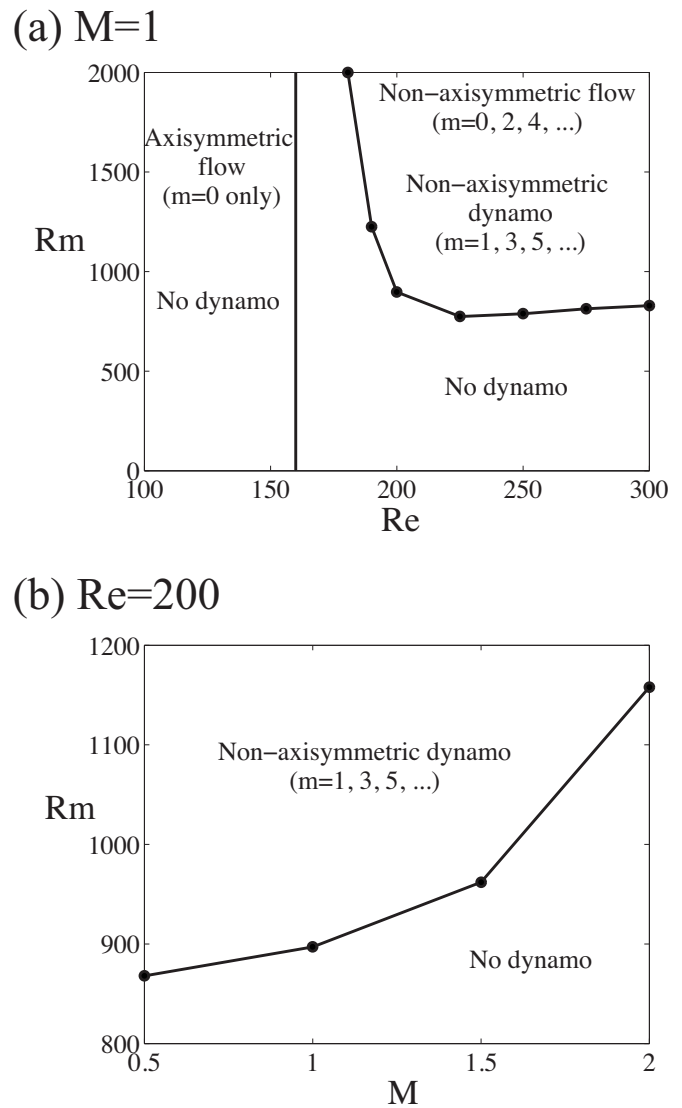 (a) M=1
2000
1500
1000
500
0
Rm
Axisymmetric
flow
(m=0 only)
No dynamo
Non-axisymmetric flow
(m=0, 2, 4, ...)
Non-axisymmetric
dynamo
(m=1, 3, 5, ...)
No dynamo
100 150 200 250 300
Re
(b) Re=200
1200
1100
1000
900
800
Rm
Non-axisymmetric dynamo
(m=1, 3, 5, ...)
No dynamo
0.5 1 1.5 2
M